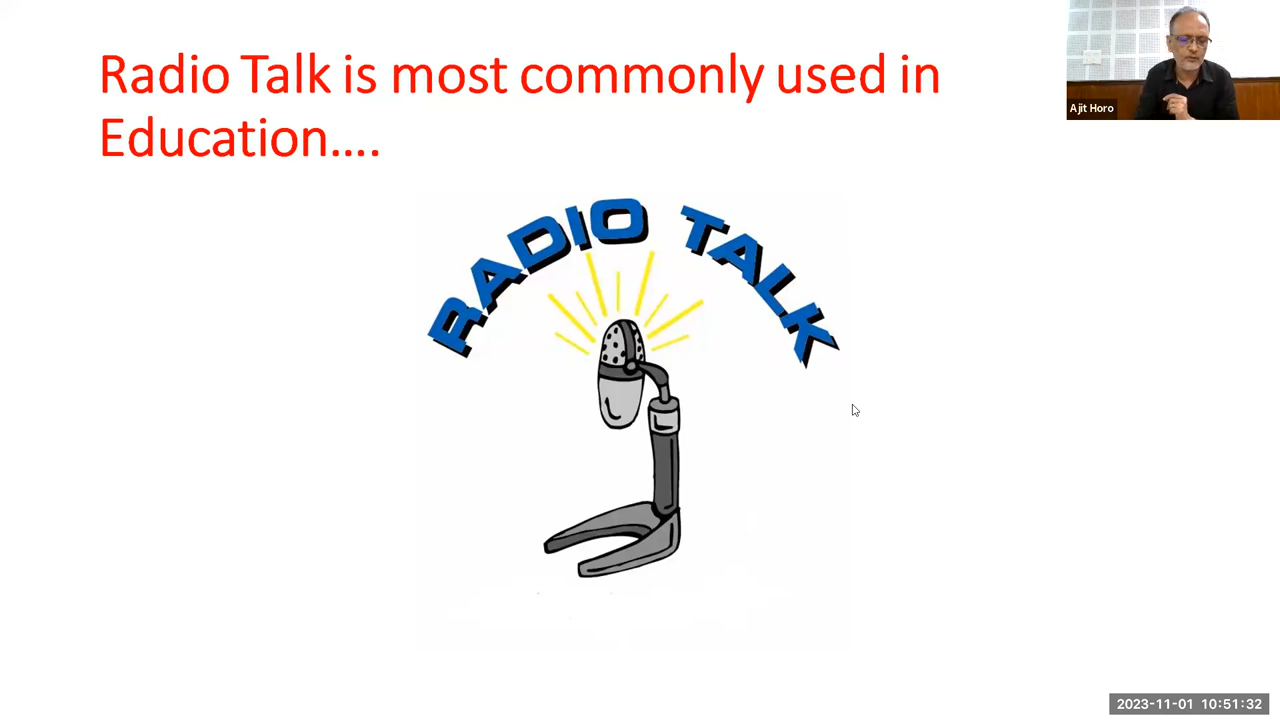 Radio Talk is most commonly used in
Education....
Ajit Horo
RADIO TALK
2023-11-01 10:51:32